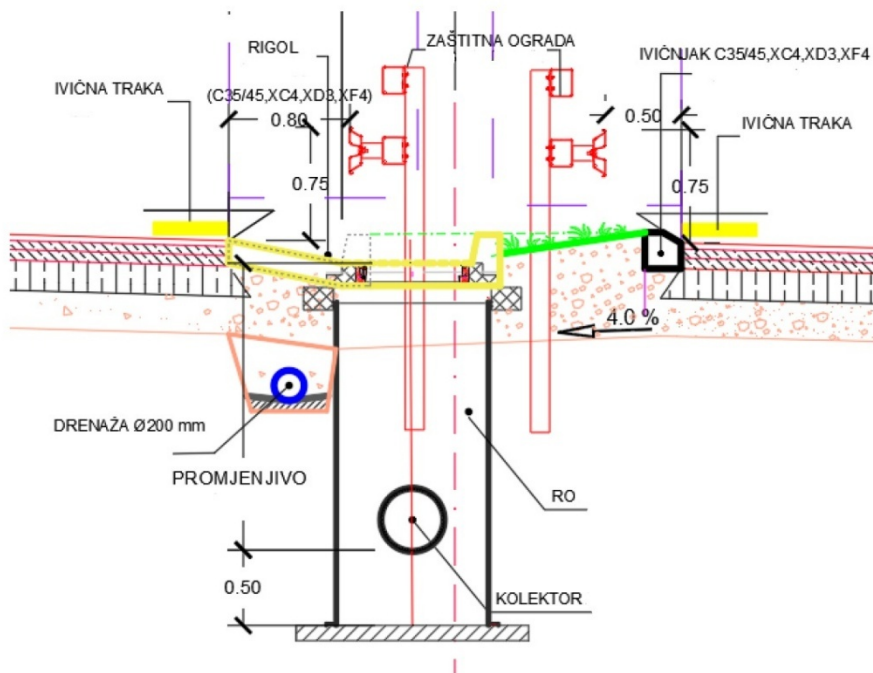 ZAŠTITNA OGRADA
RIGOL
IVIČNJAK C35/45,XC4,XD3,XF4
IVIČNA TRAKA
(C35/45,XC4,XD3,XF4)
0.80
0.50
IVIČNA TRAKA
0.75
0.75
4.0 %
DRENAŽA Ø200 mm
PROMJENJIVO
RO
0.50
KOLEKTOR